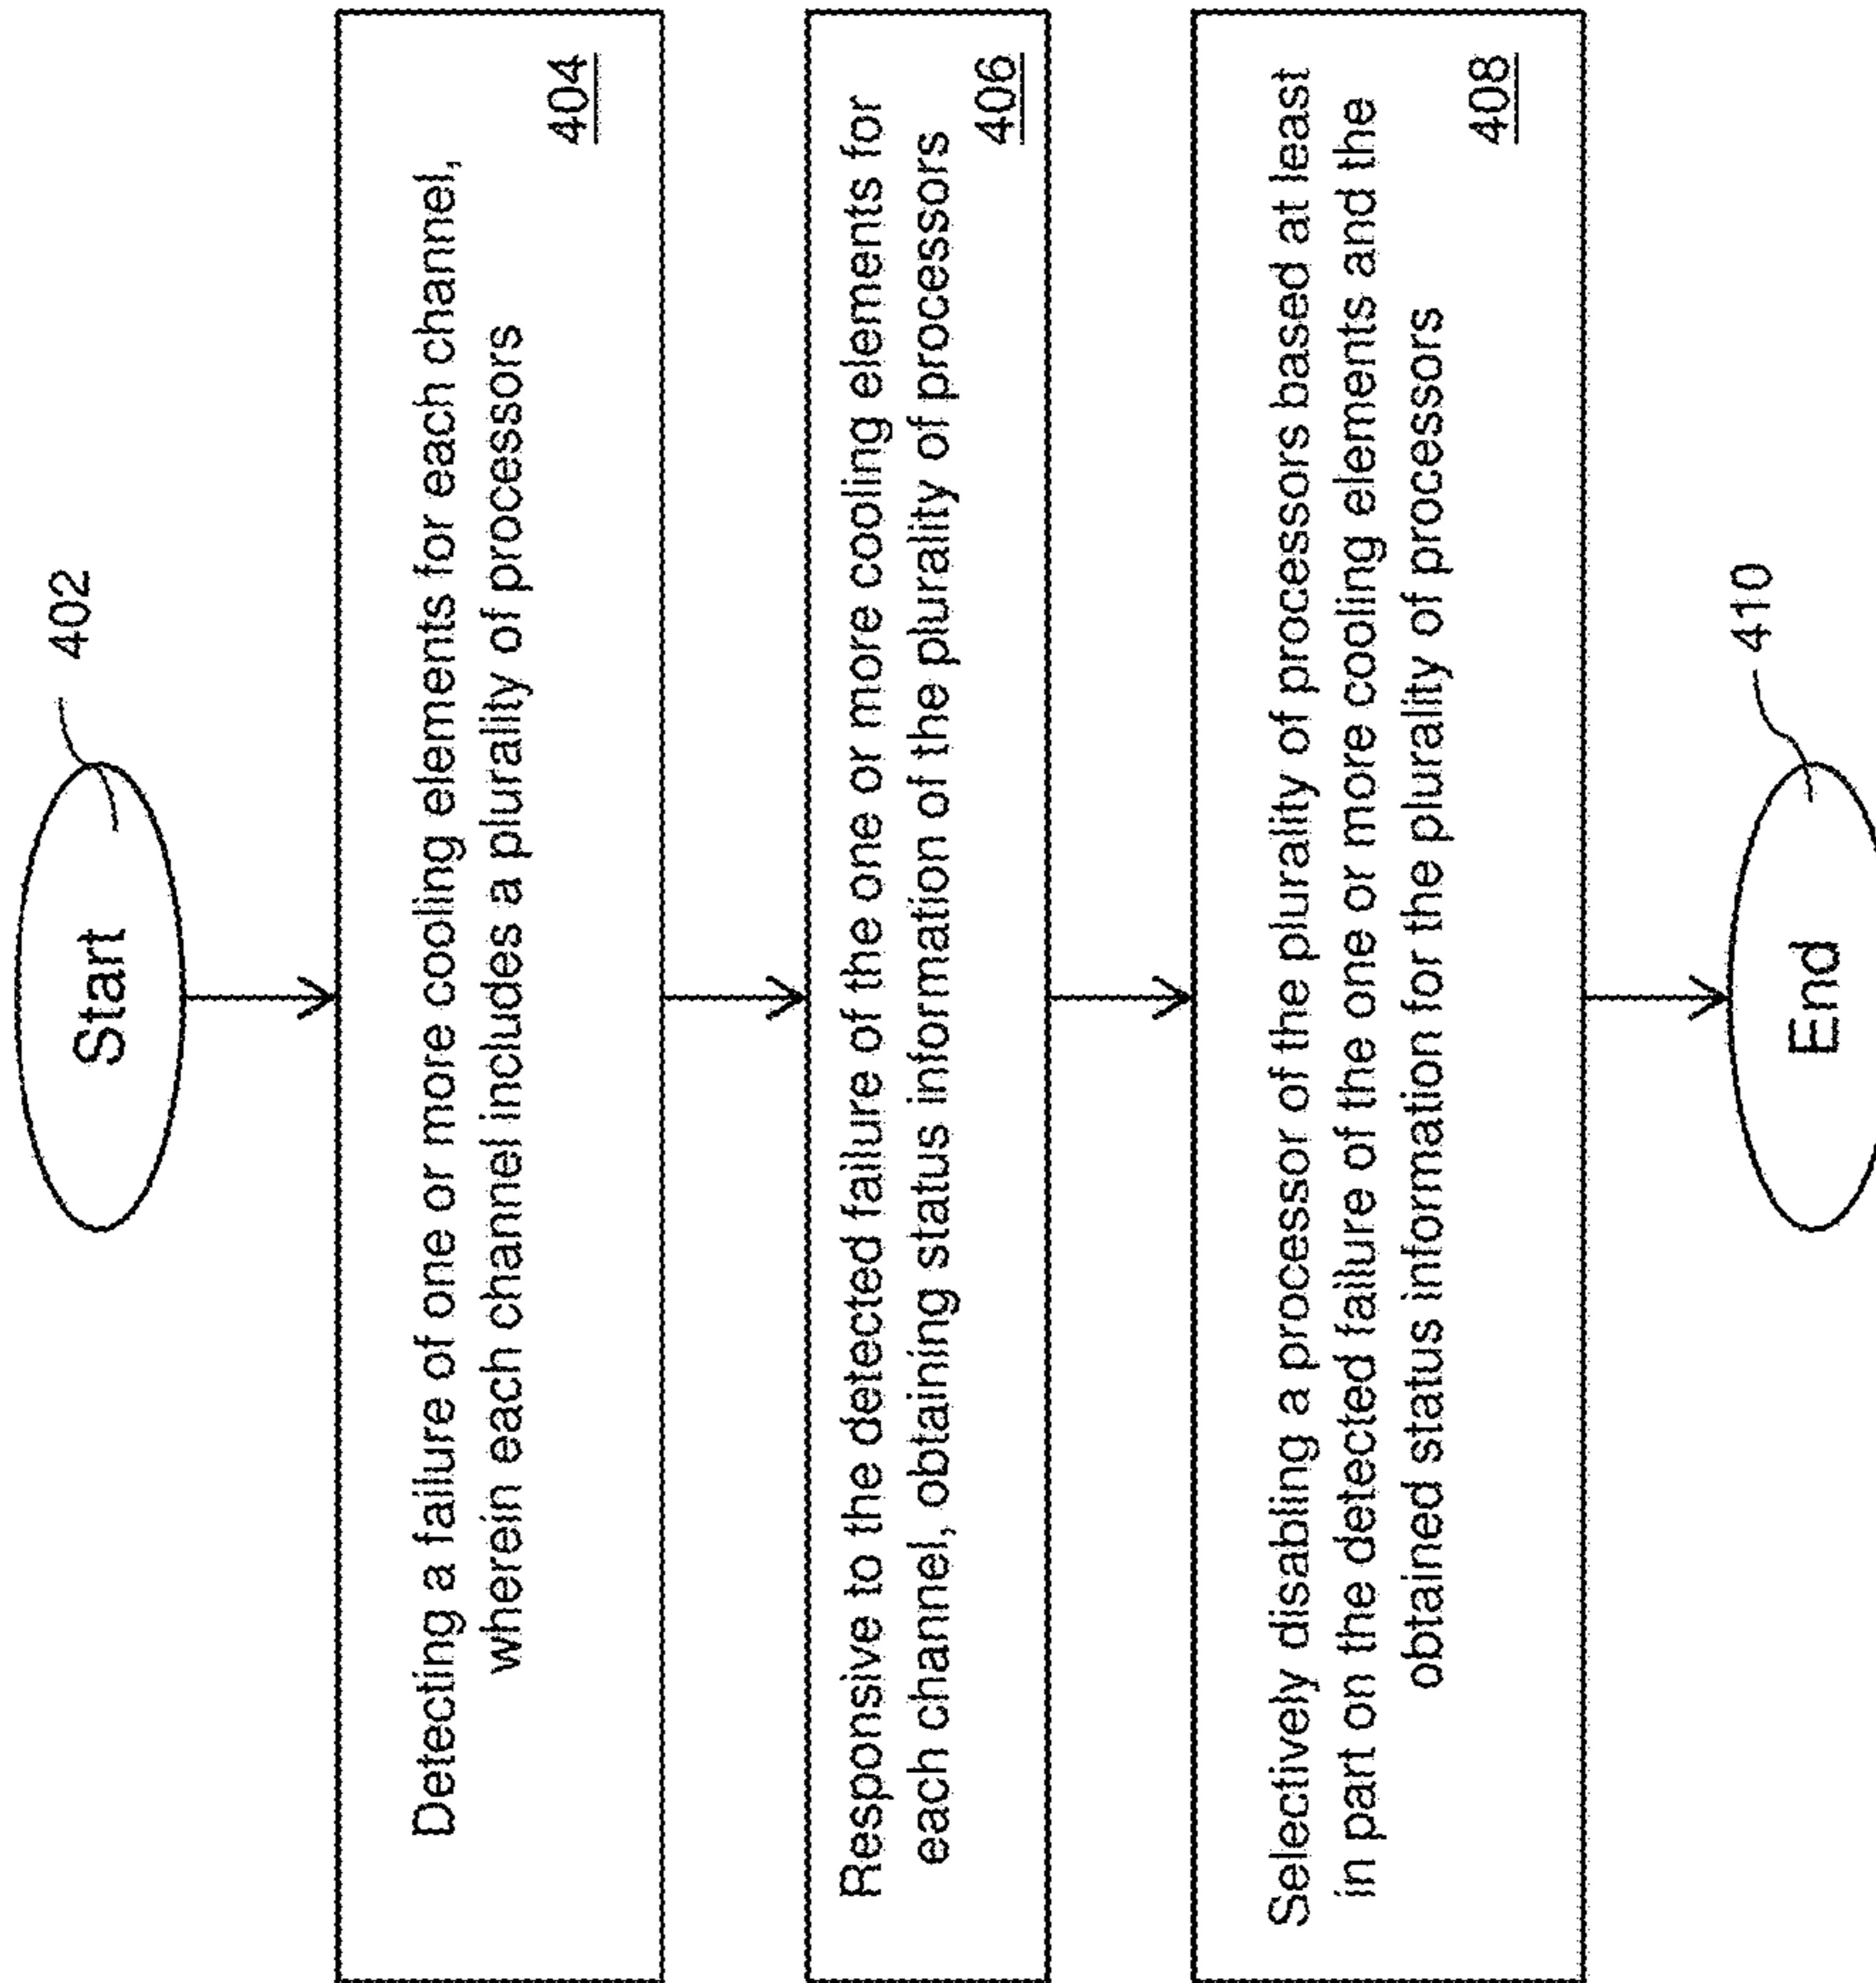 Start
402
Detecting a failure of one or more cooling elements for each channel,
wherein each channel includes a plurality of processors
404
Responsive to the detected failure of the one or more cooling elements for
each channel, obtaining status information of the plurality of processors
406
Selectively disabling a processor of the plurality of processors based at least
in part on the detected failure of the one or more cooling elements and the
obtained status information for the plurality of processors
408
End
410